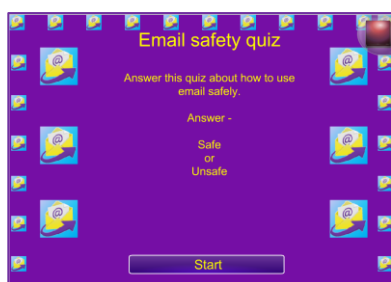 Email safety quiz
Answer this quiz about how to use
email safely.
Answer -
Safe
or
Unsafe
Start